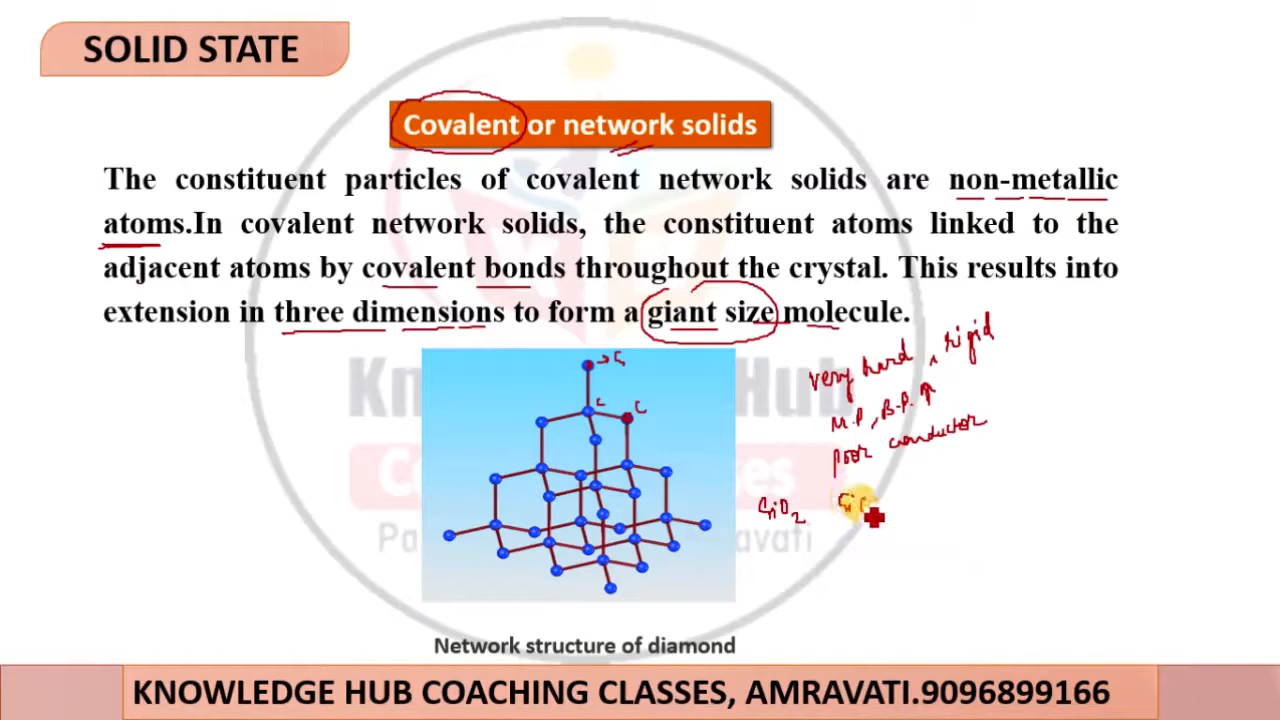 SOLID STATE
Covalent or network solids
The constituent particles of covalent network solids are non-metallic
atoms.In covalent network solids, the constituent atoms linked to the
adjacent atoms by covalent bonds throughout the crystal. This results into
extension in three dimensions to form a giant size molecule.
very hard, rigid
M.P, B.P. ↑
poor conductor
C
C
C
SiO2 SiC
Network structure of diamond
KNOWLEDGE HUB COACHING CLASSES, AMRAVATI.9096899166